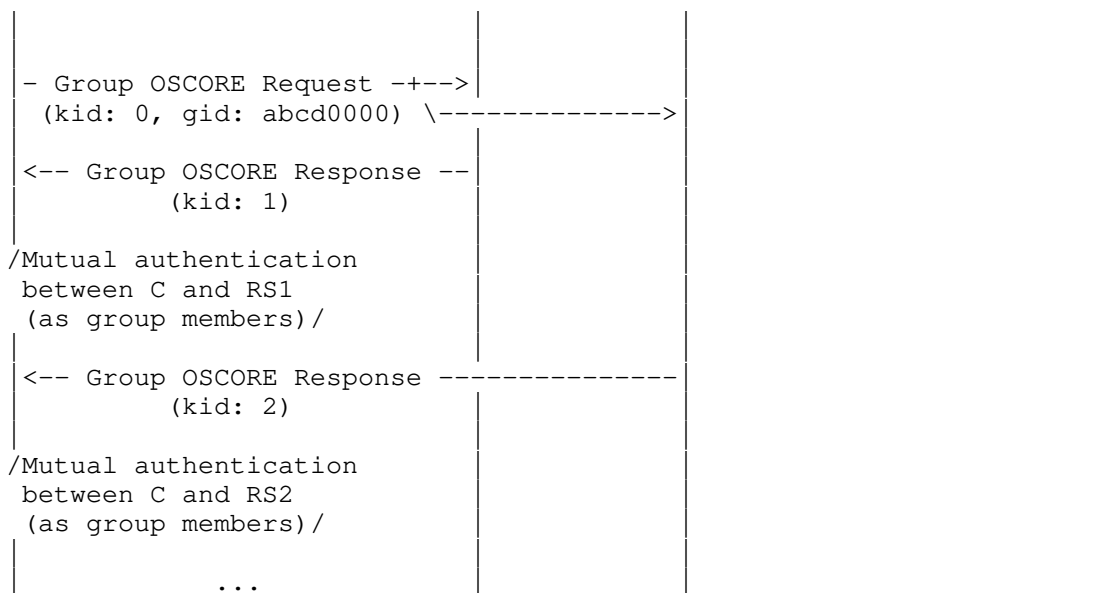 |- Group OSCORE Request -+-->|
| (kid: 0, gid: abcd0000) \-------------->|
|<-- Group OSCORE Response --|
| (kid: 1)
/Mutual authentication
between C and RS1
(as group members)/
|<-- Group OSCORE Response ---------------|
| (kid: 2)
/Mutual authentication
between C and RS2
(as group members)/
| ...